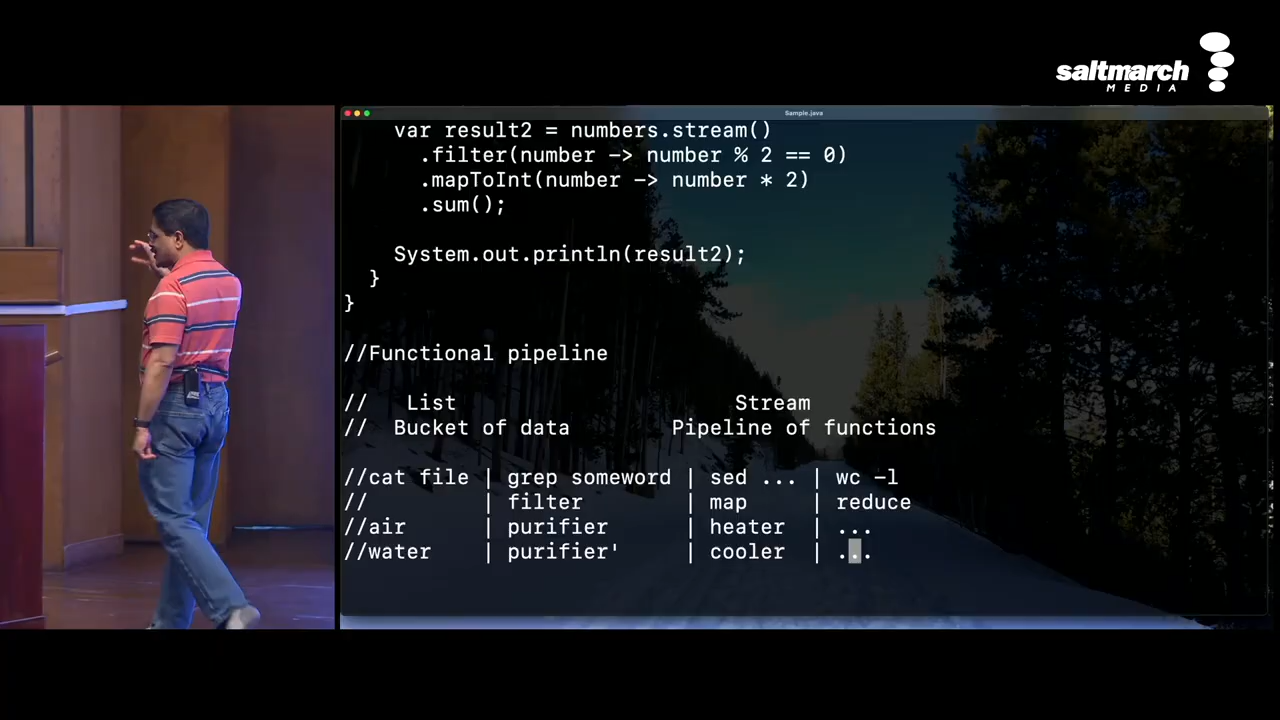 saltmarch
MEDIA
Sample.java
var result2 = numbers.stream()
.filter(number -> number % 2 == 0)
.mapToInt(number -> number * 2)
.sum();
System.out.println(result2);
}
}
//Functional pipeline
// List Stream
// Bucket of data Pipeline of functions
//cat file | grep someword | sed ... | wc -l
// | filter | map | reduce
//air | purifier | heater | ...
//water | purifier' | cooler | ...